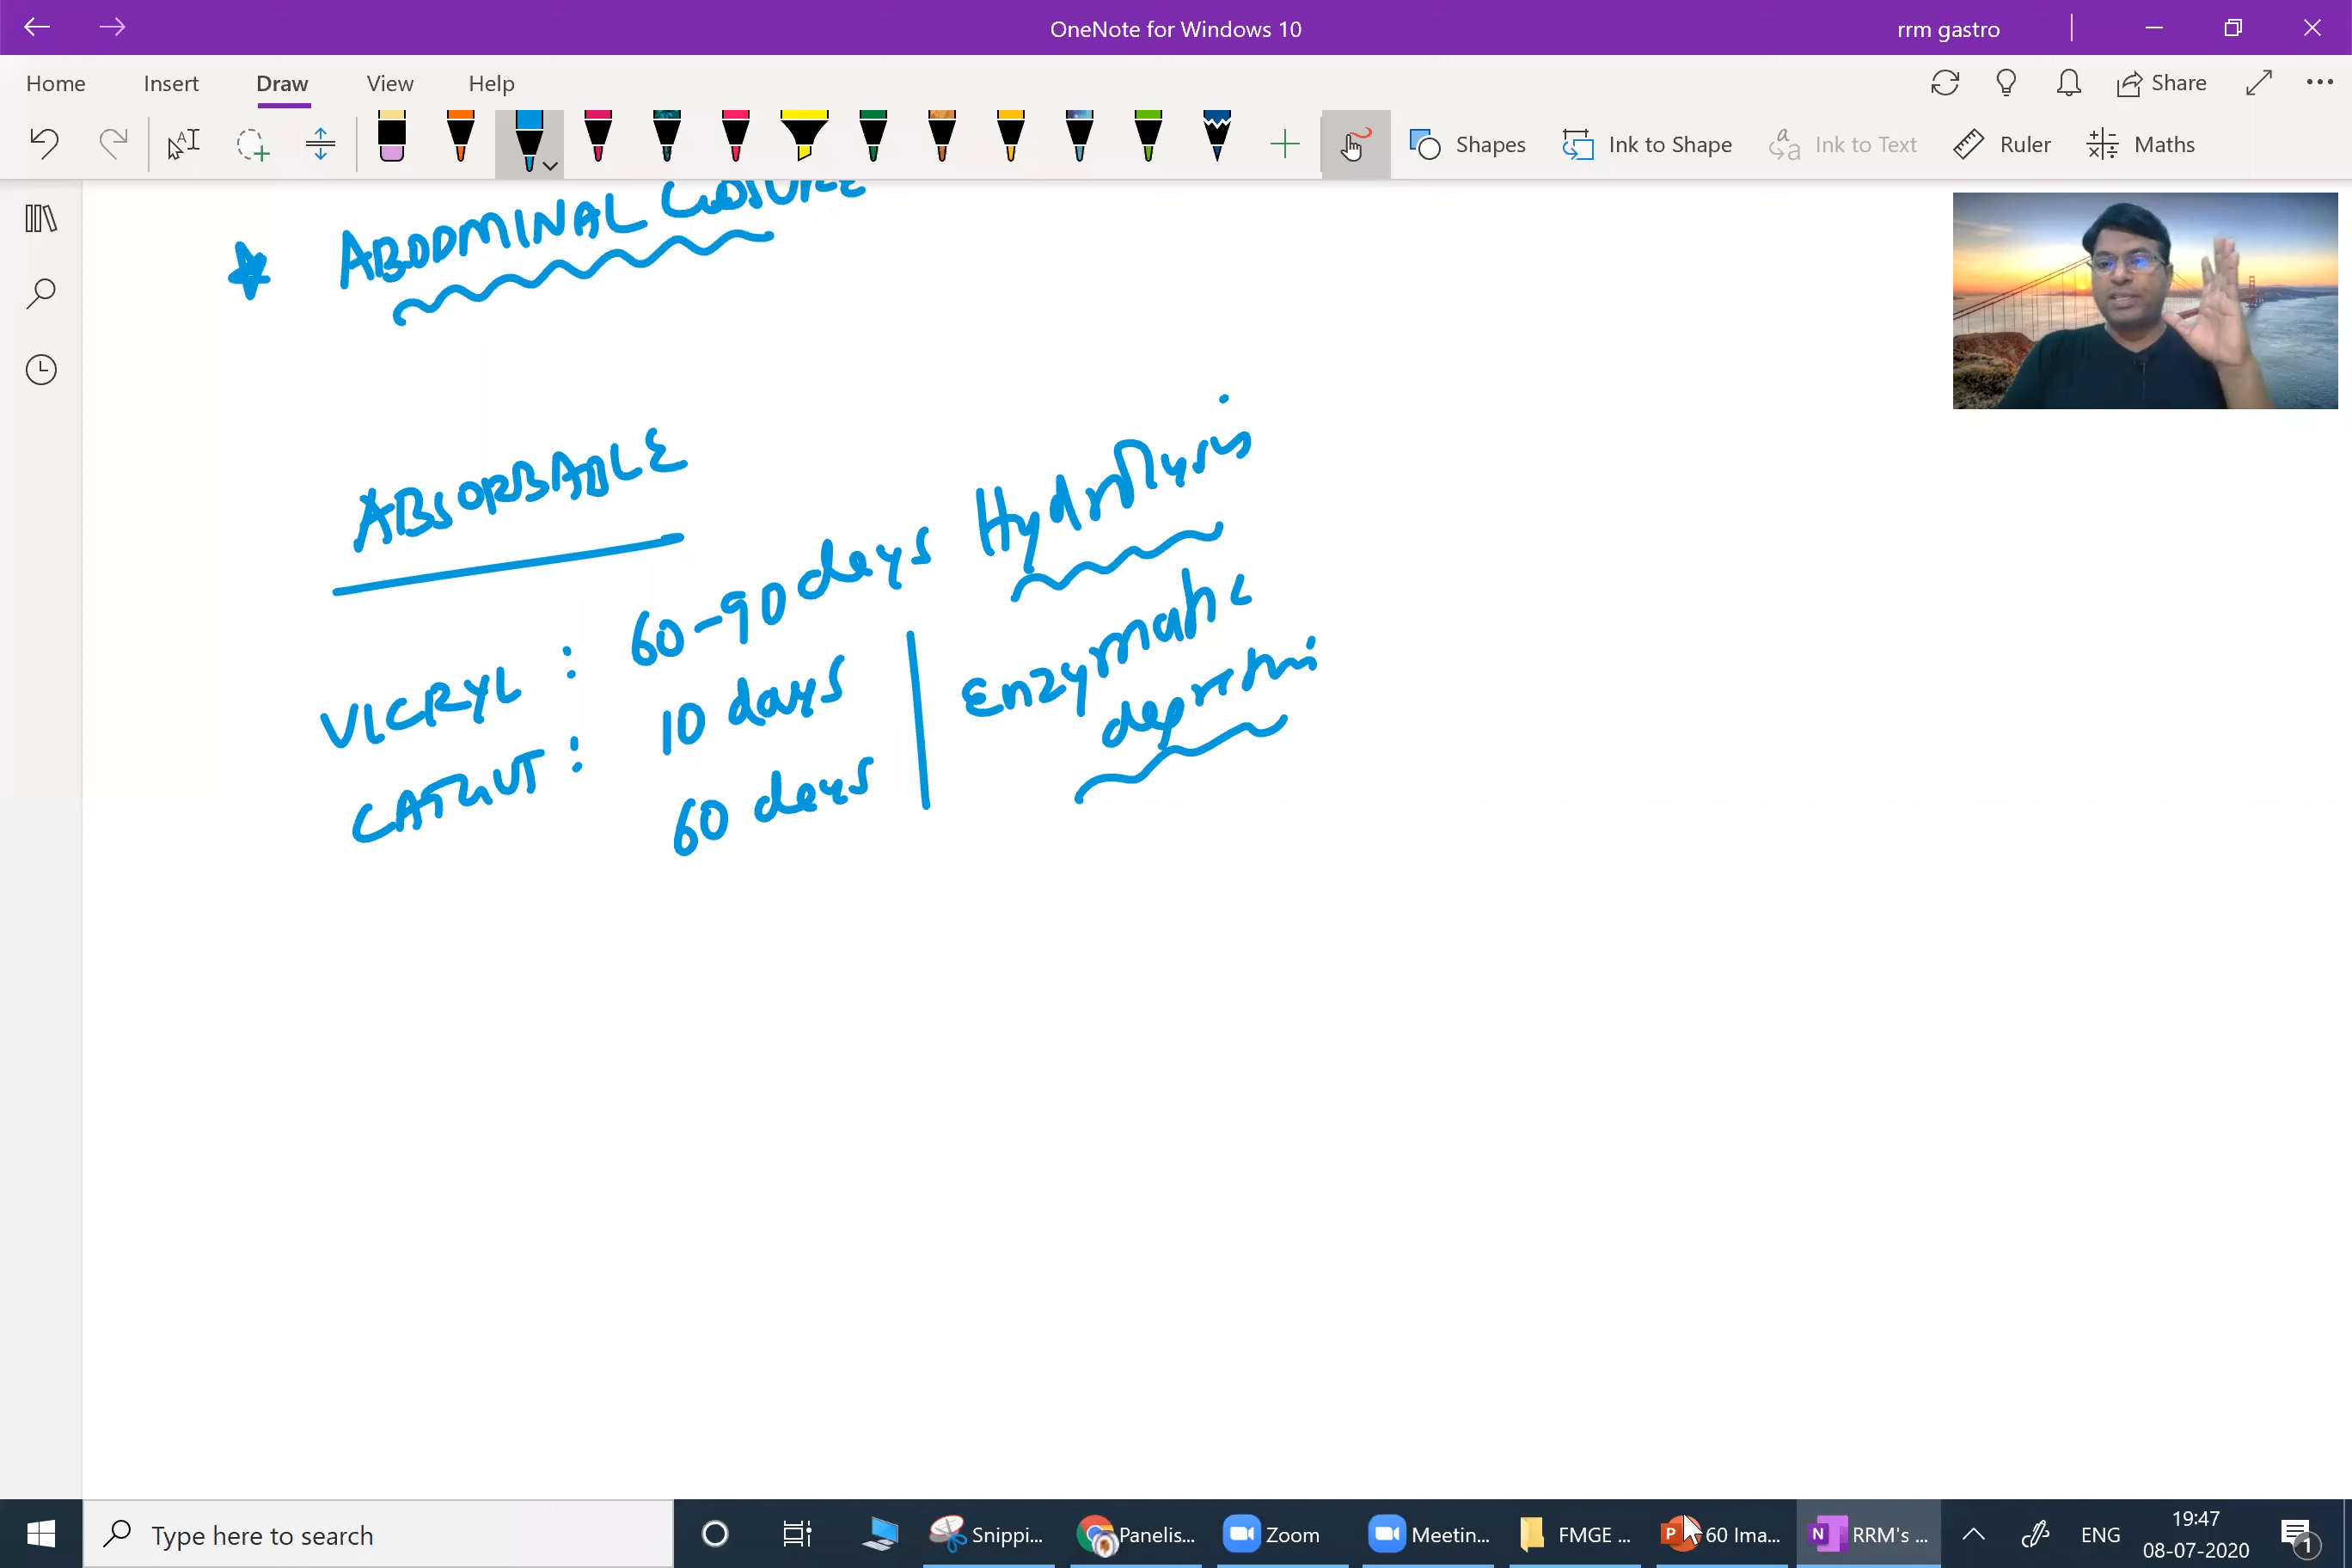 OneNote for Windows 10
rrm gastro
Home Insert Draw View Help
Share
Shapes Ink to Shape Ink to Text Ruler Maths
ABDOMINAL CLOSURE
ABSORBABLE
VICRYL : 60-90 days Hydrolysis
CATGUT : 10 days Enzymatic
60 days
Type here to search
Snippi...
Panelis...
Zoom
Meetin...
FMGE ...
60 Ima...
RRM's ...
ENG
19:47
08-07-2020
1